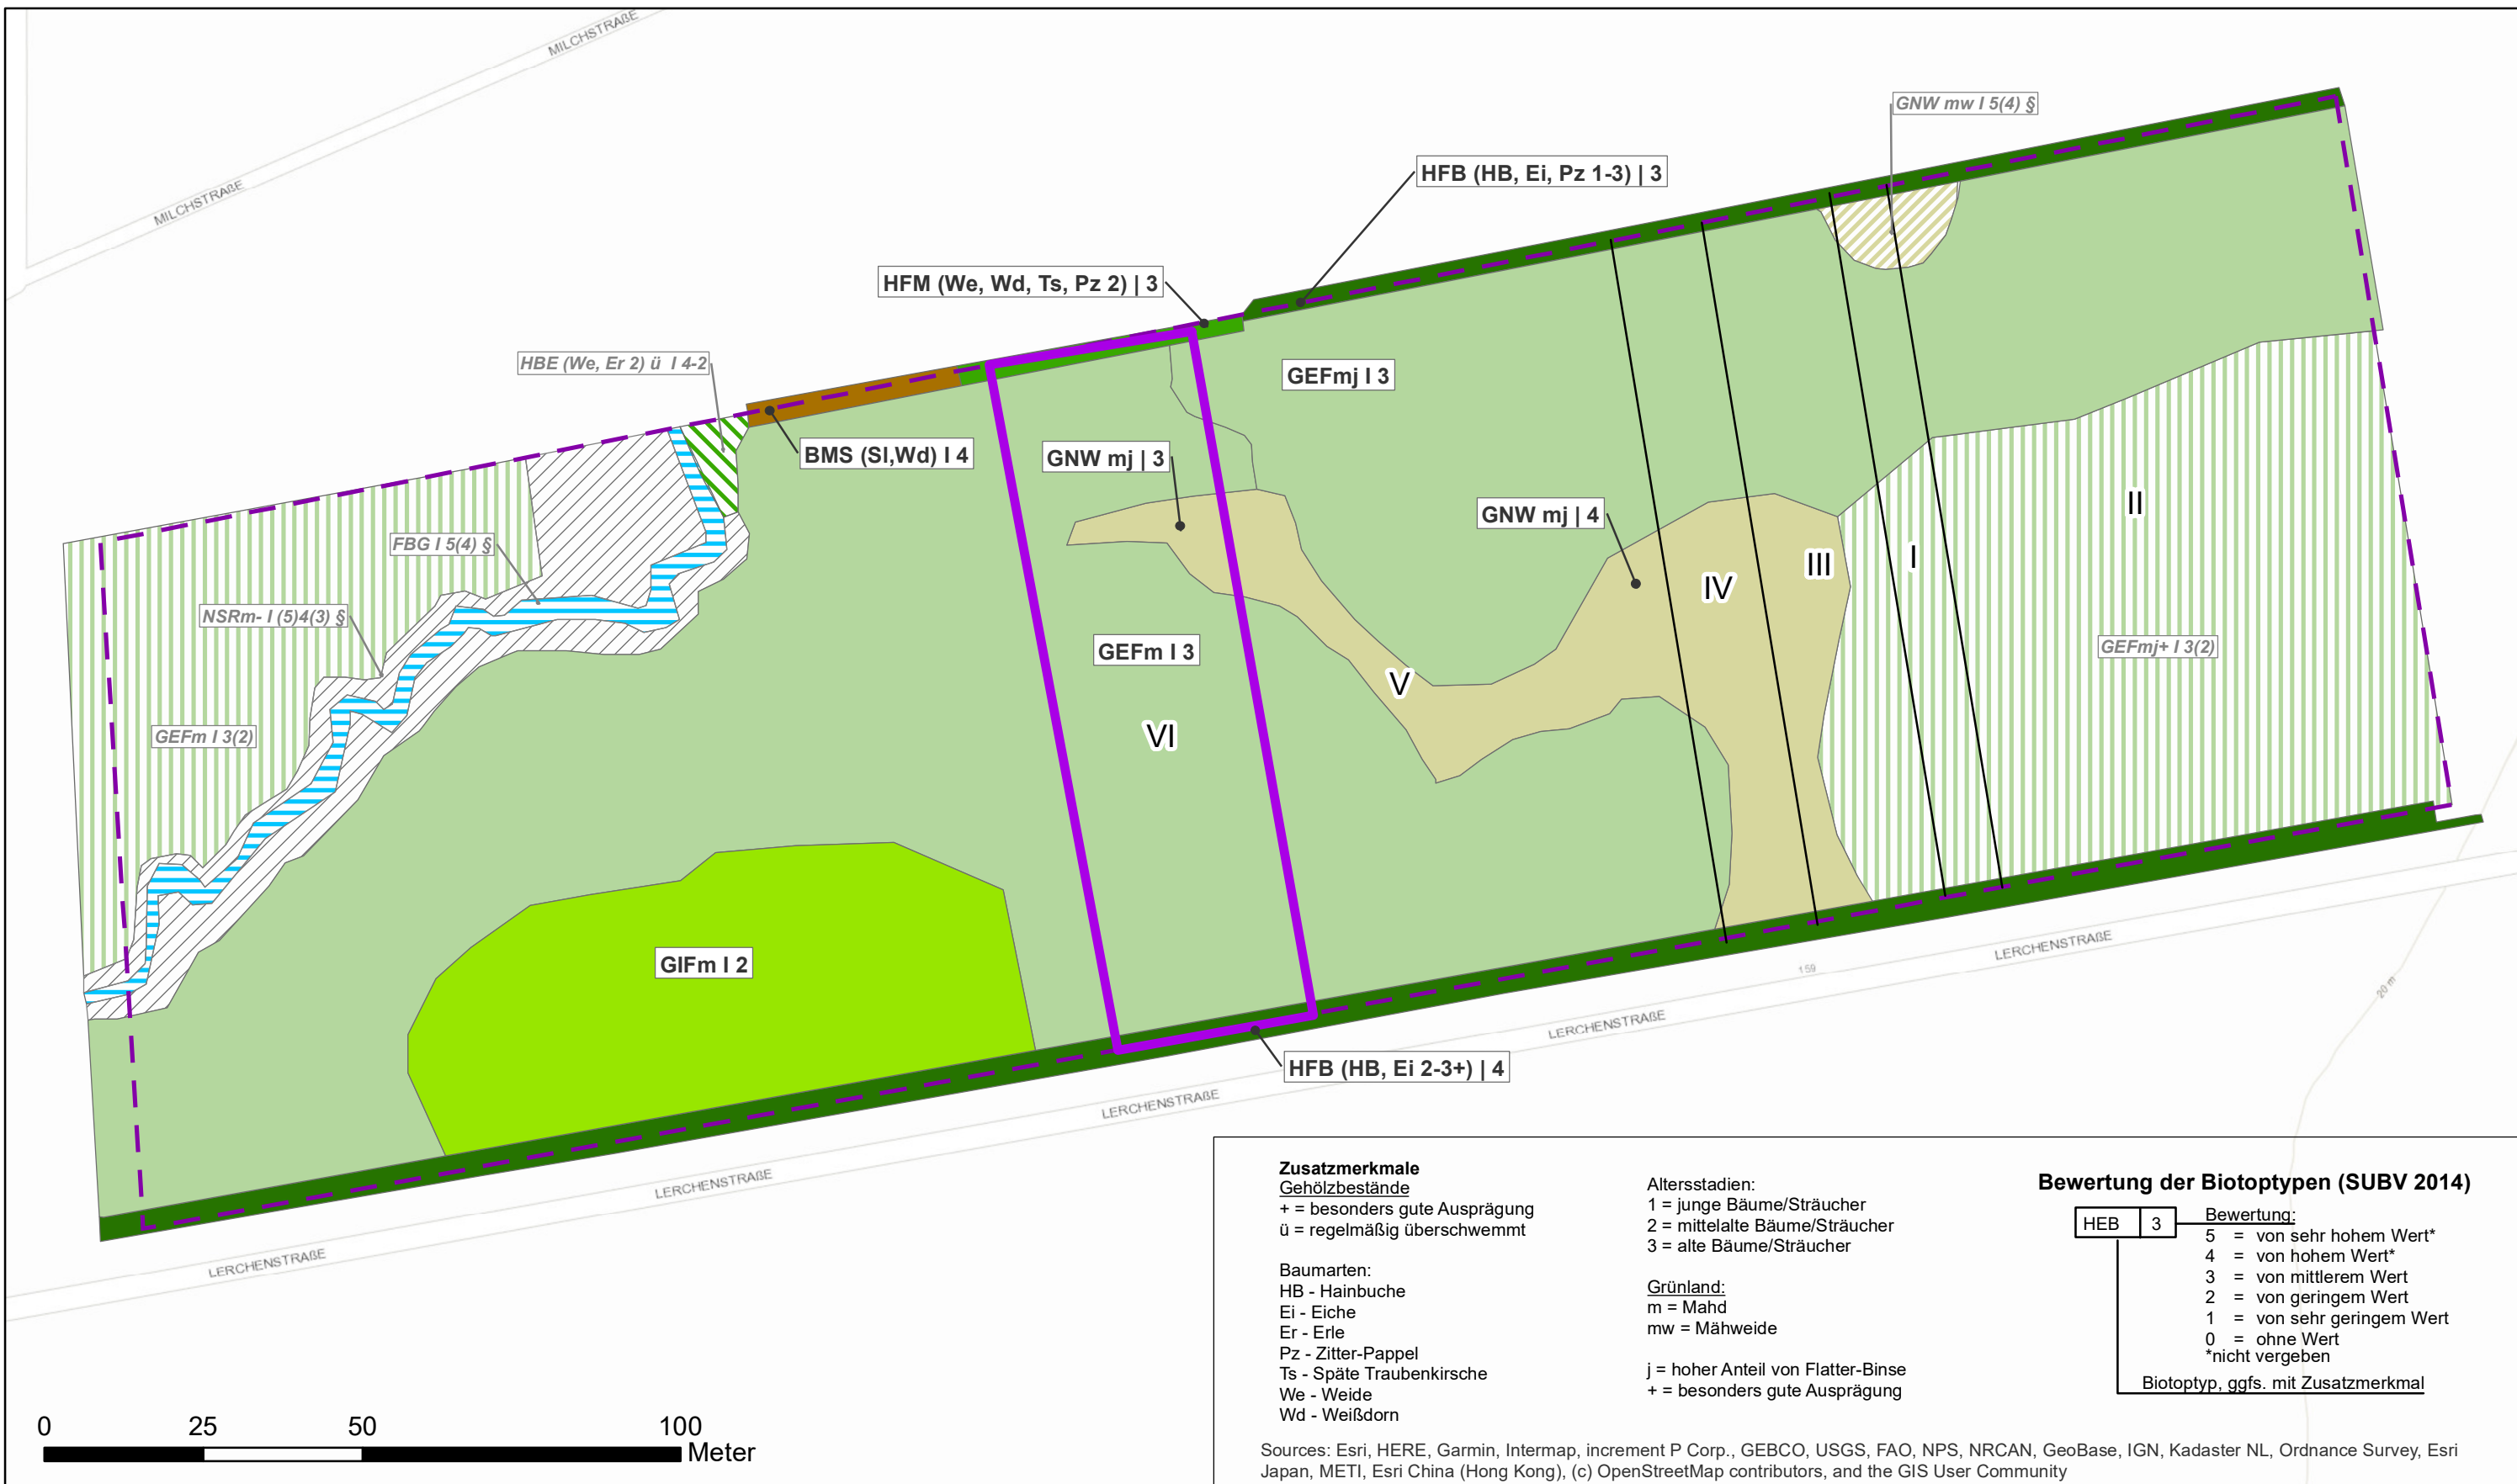 MILCHSTRAßE
MILCHSTRAßE
GNW mw I 5(4) §
HFB (HB, Ei, Pz 1-3) | 3
HFM (We, Wd, Ts, Pz 2) | 3
HBE (We, Er 2) ü I 4-2
GEFmj I 3
BMS (Sl,Wd) I 4
GNW mj | 3
GNW mj | 4
II
FBG I 5(4) §
I
III
IV
NSRm- I (5)4(3) §
GEFm I 3
GEFmj+ I 3(2)
V
VI
GEFm I 3(2)
GIFm I 2
LERCHENSTRAßE
159
20 m
LERCHENSTRAßE
HFB (HB, Ei 2-3+) | 4
LERCHENSTRAßE
LERCHENSTRAßE
LERCHENSTRAßE
Zusatzmerkmale
Gehölzbestände
+ = besonders gute Ausprägung
ü = regelmäßig überschwemmt
Baumarten:
HB - Hainbuche
Ei - Eiche
Er - Erle
Pz - Zitter-Pappel
Ts - Späte Traubenkirsche
We - Weide
Wd - Weißdorn
Altersstadien:
1 = junge Bäume/Sträucher
2 = mittelalte Bäume/Sträucher
3 = alte Bäume/Sträucher
Grünland:
m = Mahd
mw = Mähweide
j = hoher Anteil von Flatter-Binse
+ = besonders gute Ausprägung
Bewertung der Biotoptypen (SUBV 2014)
HEB 3
Bewertung:
5 = von sehr hohem Wert*
4 = von hohem Wert*
3 = von mittlerem Wert
2 = von geringem Wert
1 = von sehr geringem Wert
0 = ohne Wert
*nicht vergeben
Biotoptyp, ggfs. mit Zusatzmerkmal
0 25 50 100
Meter
Sources: Esri, HERE, Garmin, Intermap, increment P Corp., GEBCO, USGS, FAO, NPS, NRCAN, GeoBase, IGN, Kadaster NL, Ordnance Survey, Esri
Japan, METI, Esri China (Hong Kong), (c) OpenStreetMap contributors, and the GIS User Community